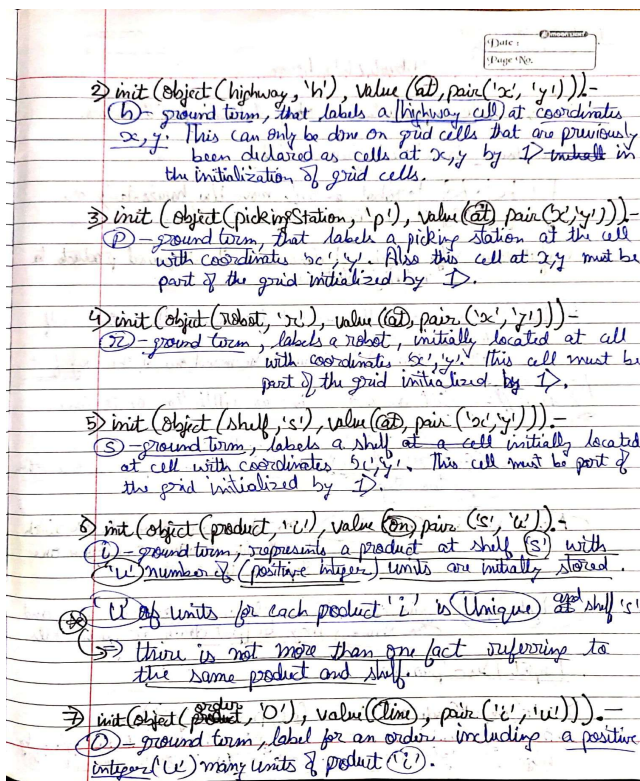 moonstar
Date :
Page No.
2) init (object (highway, 'h'), value (at, pair('x', 'y'))).-
h - ground term, that labels a highway cell at coordinates
x, y. This can only be done on grid cells that are previously
been declared as cells at x,y by 1) in
the initialization of grid cells.
3) init (object (pickingStation, 'p'), value (at, pair('x','y'))) -
p - ground term, that labels a picking station at the cell
with coordinates 'x','y'. Also this cell at x,y must be
part of the grid initialized by 1).
4) init (object (robot, 'r'), value (at, pair ('x', 'y'))) -
r - ground term, labels a robot, initially located at cell
with coordinates 'x','y'. This cell must be
part of the grid initialized by 1).
5) init (object (shelf, 's'), value (at, pair ('x','y'))).-
s - ground term, labels a shelf at a cell initially located
at cell with coordinates 'x','y'. This cell must be part of
the grid initialized by 1).
6) init (object (product, 'i'), value (on, pair ('s', 'u')).-
i - ground term, represents a product at shelf 's' with
'u' number of (positive integer) units are initially stored.
'u' of units for each product 'i' is Unique and at shelf 's'
=> there is not more than one fact referring to
the same product and shelf.
7) init (object (product order, 'O'), value (line, pair ('i', 'u'))).-
O - ground term, label for an order including a positive
integer ('u') many units of product 'i'.